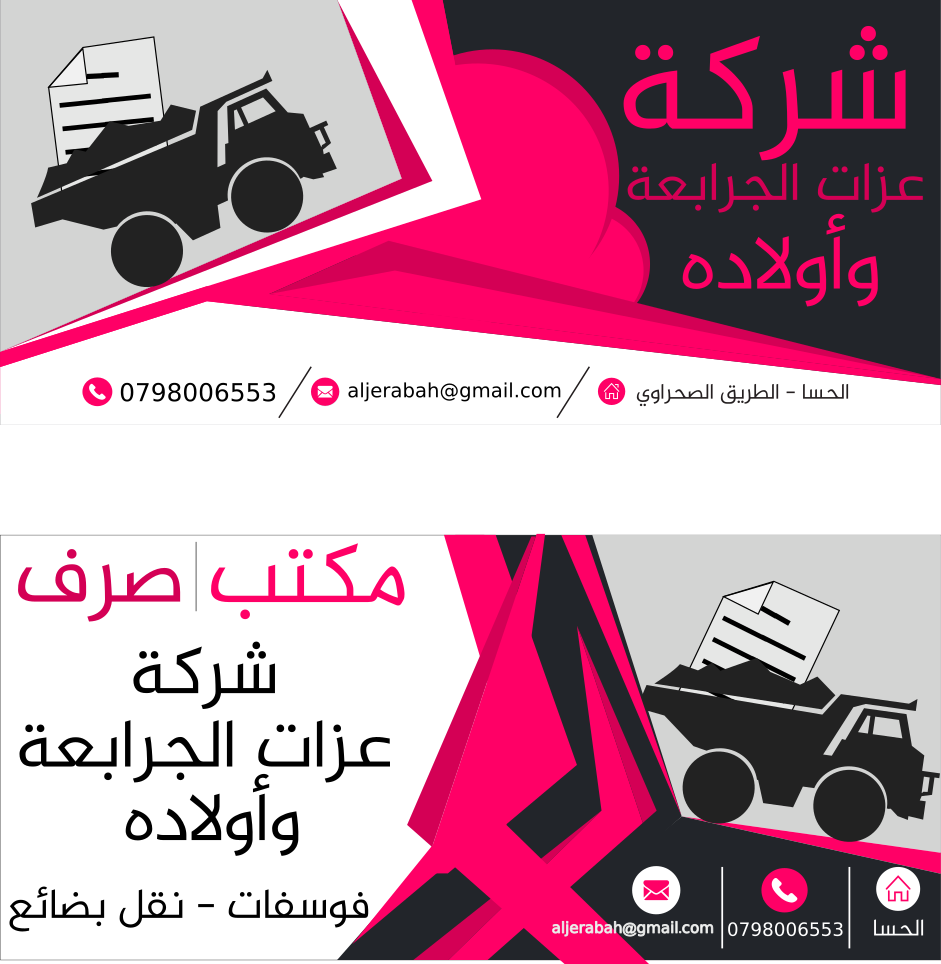 شركة
عزات الجرابعة
وأولاده
0798006553
aljerabah@gmail.com
الحسا - الطريق الصحراوي
مكتب | صرف
شركة
عزات الجرابعة
وأولاده
فوسفات - نقل بضائع
aljerabah@gmail.com
0798006553
الحسا